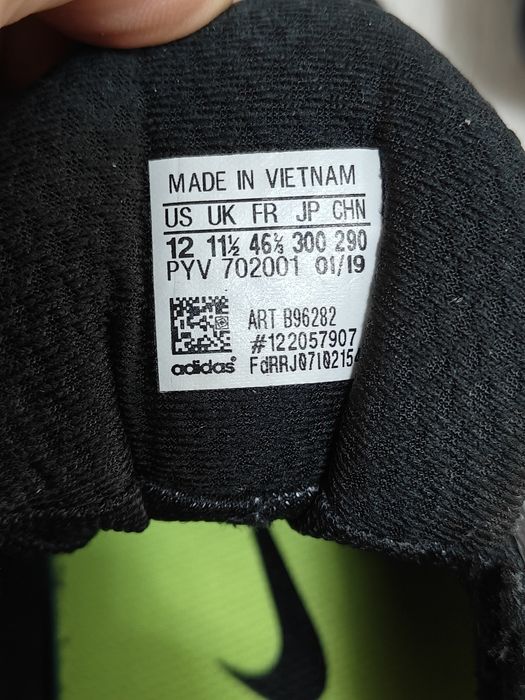 MADE IN VIETNAM
US UK FR JP CHN
12 11½ 46⅔ 300 290
PYV 702001 01/19
ART B96282
#122057907
adidas® FdRRJ07102154